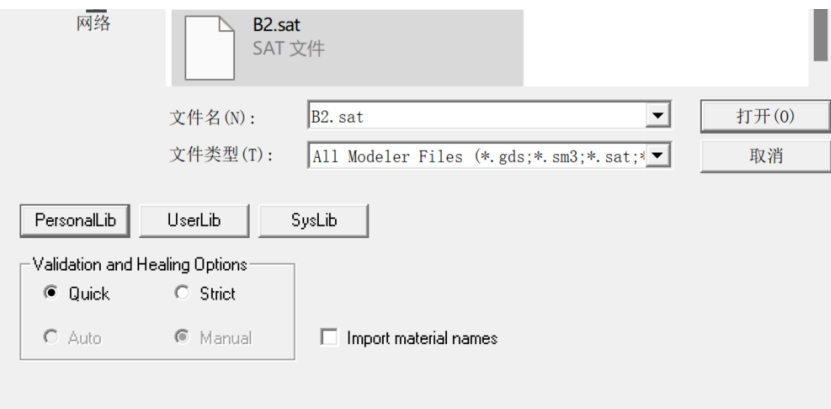 网络
B2.sat
SAT 文件
文件名(N):
B2.sat
打开(O)
文件类型(T):
All Modeler Files (*.gds;*.sm3;*.sat;*
取消
PersonalLib
UserLib
SysLib
Validation and Healing Options
Quick
Strict
Auto
Manual
Import material names